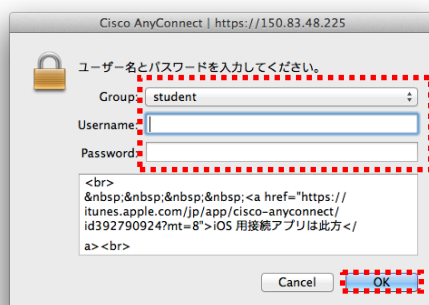 Cisco AnyConnect | https://150.83.48.225
ユーザー名とパスワードを入力してください。
Group: student
Username:
Password:
<br>
&nbsp;&nbsp;&nbsp;&nbsp;<a href="https://
itunes.apple.com/jp/app/cisco-anyconnect/
id392790924?mt=8">iOS 用接続アプリは此方</
a><br>
Cancel OK